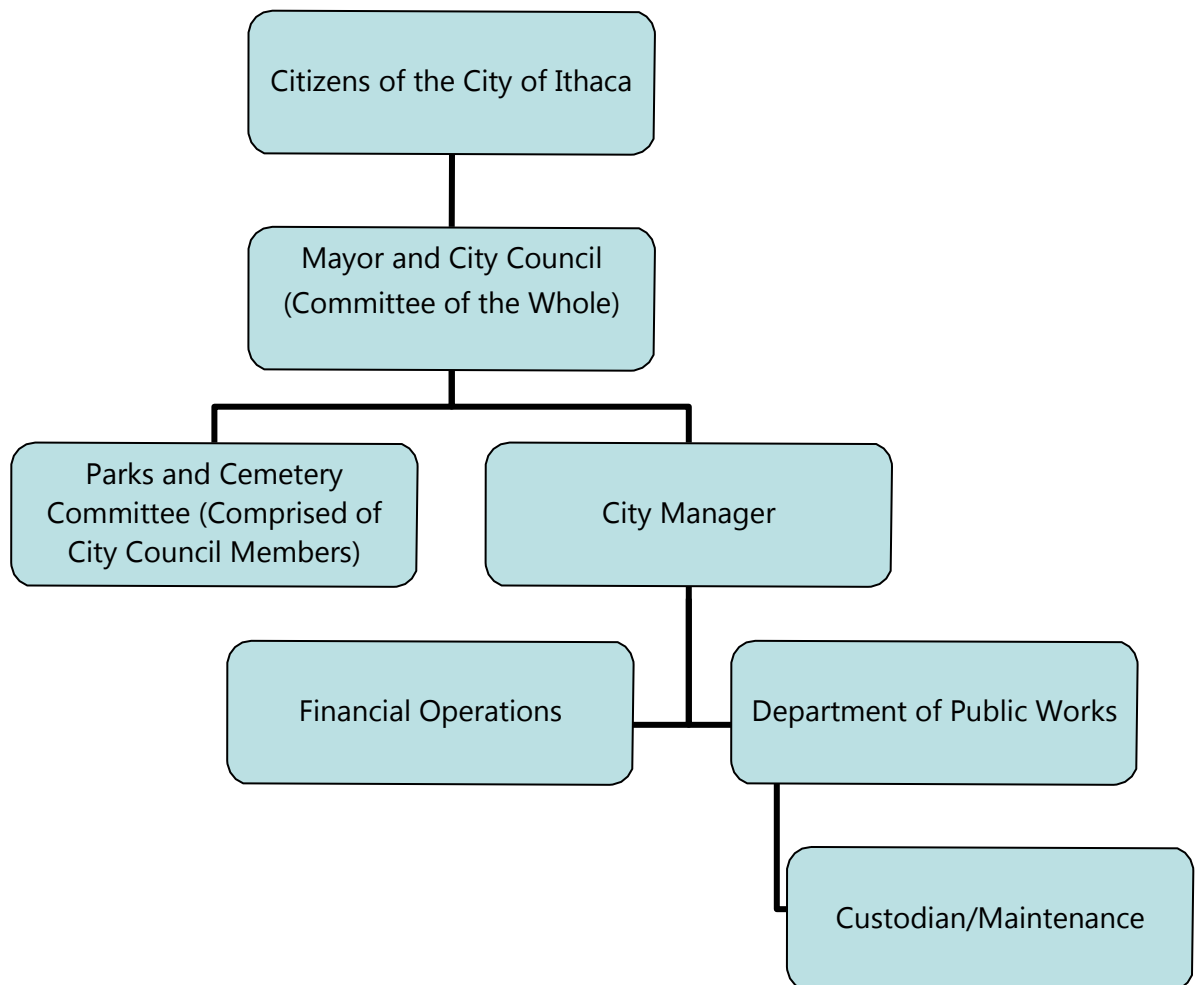 Citizens of the City of Ithaca
Mayor and City Council
(Committee of the Whole)
Parks and Cemetery
Committee (Comprised of
City Council Members)
City Manager
Financial Operations
Department of Public Works
Custodian/Maintenance